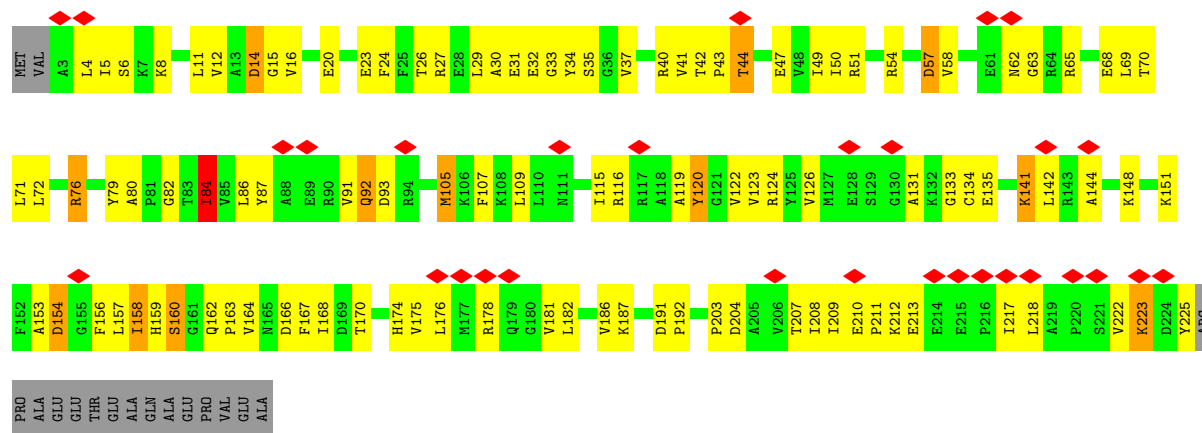 MET VAL A3 L4 I5 S6 K7 K8 L11 V12 A13 D14 G15 V16 E20 E23 F24 F25 T26 R27 E28 L29 A30 E31 E32 G33 Y34 S35 G36 V37 R40 V41 T42 P43 T44 E47 V48 I49 I50 R51 R54 D57 V58 E61 N62 G63 R64 R65 E68 L69 T70
L71 L72 R76 Y79 A80 P81 G82 T83 I84 V85 L86 Y87 A88 E89 R90 V91 Q92 D93 R94 M105 K106 F107 K108 L109 L110 N111 I115 R116 R117 A118 A119 Y120 G121 V122 V123 R124 Y125 V126 M127 E128 S129 G130 A131 K132 G133 C134 E135 K141 L142 R143 A144 K148 K151
F152 A153 D154 G155 F156 L157 I158 H159 S160 G161 Q162 P163 V164 N165 D166 F167 I168 D169 T170 H174 V175 L176 M177 R178 Q179 G180 V181 L182 V186 K187 D191 P192 P203 D204 A205 V206 T207 I208 I209 E210 P211 K212 E213 E214 E215 P216 I217 L218 A219 P220 S221 V222 K223 D224 Y225 ARG
PRO ALA GLU GLU THR GLU ALA GLN ALA GLU PRO VAL GLU ALA